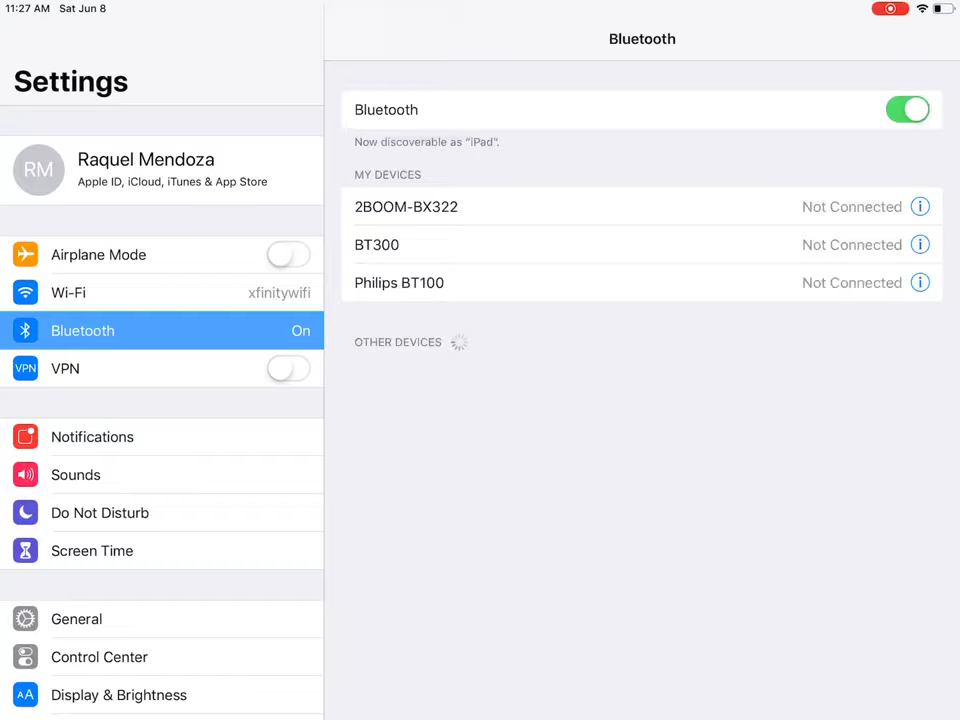 11:27 AM Sat Jun 8
Settings
RM
Raquel Mendoza
Apple ID, iCloud, iTunes & App Store
Airplane Mode
Wi-Fi xfinitywifi
Bluetooth On
VPN VPN
Notifications
Sounds
Do Not Disturb
Screen Time
General
Control Center
AA Display & Brightness
Bluetooth
Bluetooth
Now discoverable as “iPad”.
MY DEVICES
2BOOM-BX322 Not Connected i
BT300 Not Connected i
Philips BT100 Not Connected i
OTHER DEVICES